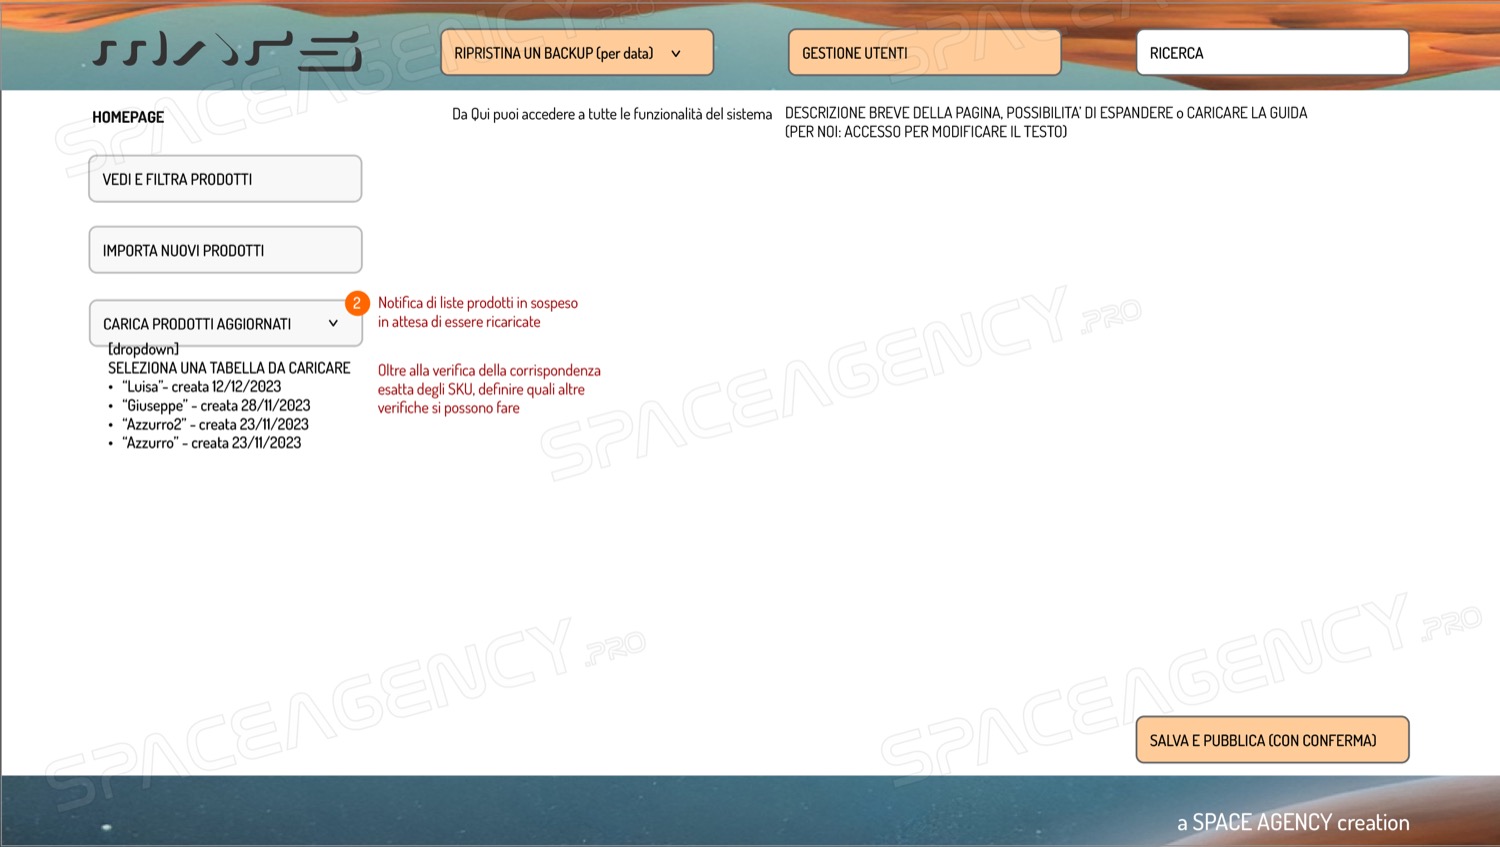 MARS
RIPRISTINA UN BACKUP (per data)
GESTIONE UTENTI
RICERCA
HOMEPAGE
Da Qui puoi accedere a tutte le funzionalità del sistema
DESCRIZIONE BREVE DELLA PAGINA, POSSIBILITA' DI ESPANDERE o CARICARE LA GUIDA
(PER NOI: ACCESSO PER MODIFICARE IL TESTO)
VEDI E FILTRA PRODOTTI
IMPORTA NUOVI PRODOTTI
CARICA PRODOTTI AGGIORNATI
2
Notifica di liste prodotti in sospeso
in attesa di essere ricaricate
[dropdown]
SELEZIONA UNA TABELLA DA CARICARE
• “Luisa”- creata 12/12/2023
• “Giuseppe” - creata 28/11/2023
• “Azzurro2” - creata 23/11/2023
• “Azzurro” - creata 23/11/2023
Oltre alla verifica della corrispondenza
esatta degli SKU, definire quali altre
verifiche si possono fare
SPACEAGENCY.PRO
SPACEAGENCY.PRO
SPACEAGENCY.PRO
SPACEAGENCY.PRO
SPACEAGENCY
SALVA E PUBBLICA (CON CONFERMA)
a SPACE AGENCY creation